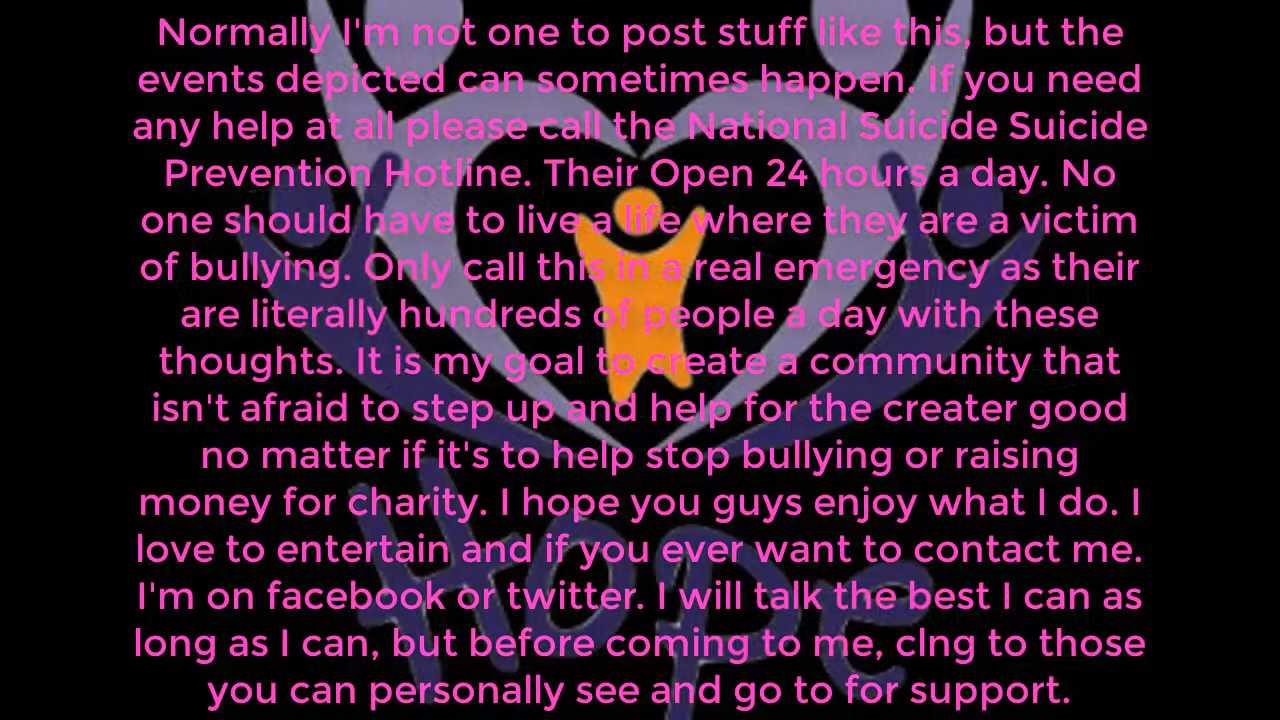 Normally I'm not one to post stuff like this, but the
events depicted can sometimes happen. If you need
any help at all please call the National Suicide Suicide
Prevention Hotline. Their Open 24 hours a day. No
one should have to live a life where they are a victim
of bullying. Only call this in a real emergency as their
are literally hundreds of people a day with these
thoughts. It is my goal to create a community that
isn't afraid to step up and help for the creater good
no matter if it's to help stop bullying or raising
money for charity. I hope you guys enjoy what I do. I
love to entertain and if you ever want to contact me.
I'm on facebook or twitter. I will talk the best I can as
long as I can, but before coming to me, clng to those
you can personally see and go to for support.
Hope